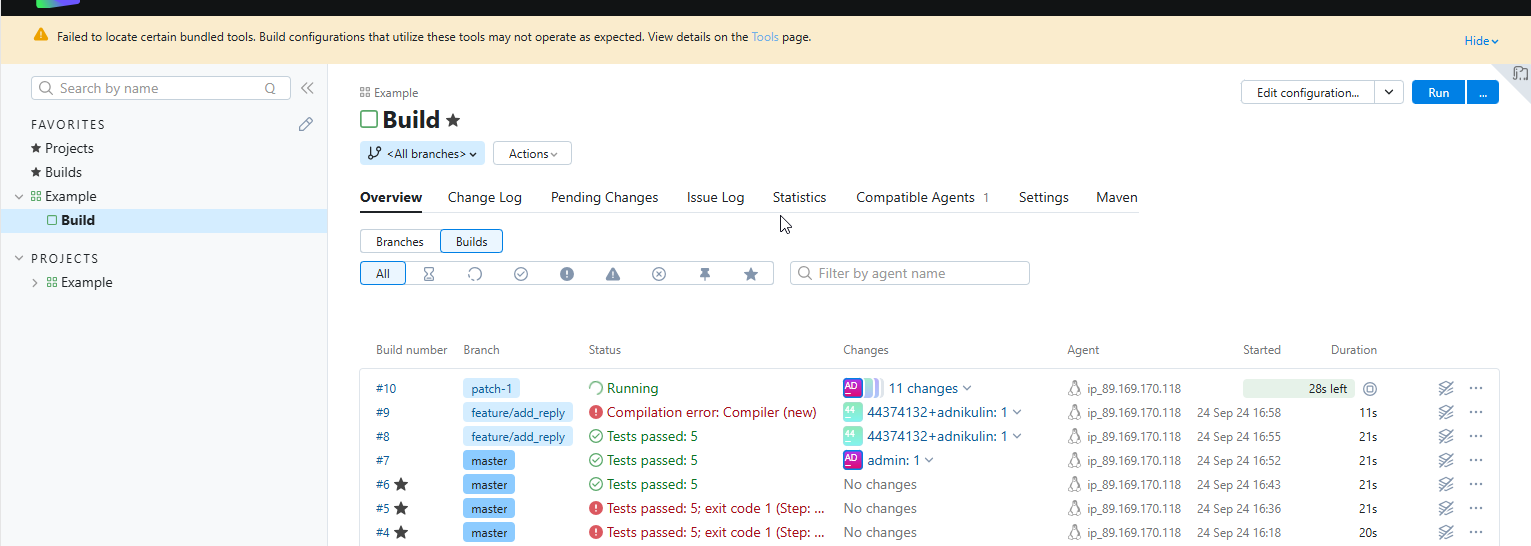 Failed to locate certain bundled tools. Build configurations that utilize these tools may not operate as expected. View details on the Tools page.
Hide
Search by name Q
FAVORITES
Projects
Builds
Example
Build
PROJECTS
Example
Example
Edit configuration...
Run
...
Build
<All branches>
Actions
Overview Change Log Pending Changes Issue Log Statistics Compatible Agents 1 Settings Maven
Branches Builds
All
Filter by agent name
Build number Branch Status Changes Agent Started Duration
#10 patch-1 Running AD 11 changes ip_89.169.170.118 28s left
#9 feature/add_reply Compilation error: Compiler (new) 44 44374132+adnikulin: 1 ip_89.169.170.118 24 Sep 24 16:58 11s
#8 feature/add_reply Tests passed: 5 44 44374132+adnikulin: 1 ip_89.169.170.118 24 Sep 24 16:55 21s
#7 master Tests passed: 5 AD admin: 1 ip_89.169.170.118 24 Sep 24 16:52 21s
#6 master Tests passed: 5 No changes ip_89.169.170.118 24 Sep 24 16:43 21s
#5 master Tests passed: 5; exit code 1 (Step: ... No changes ip_89.169.170.118 24 Sep 24 16:36 21s
#4 master Tests passed: 5; exit code 1 (Step: ... No changes ip_89.169.170.118 24 Sep 24 16:18 20s